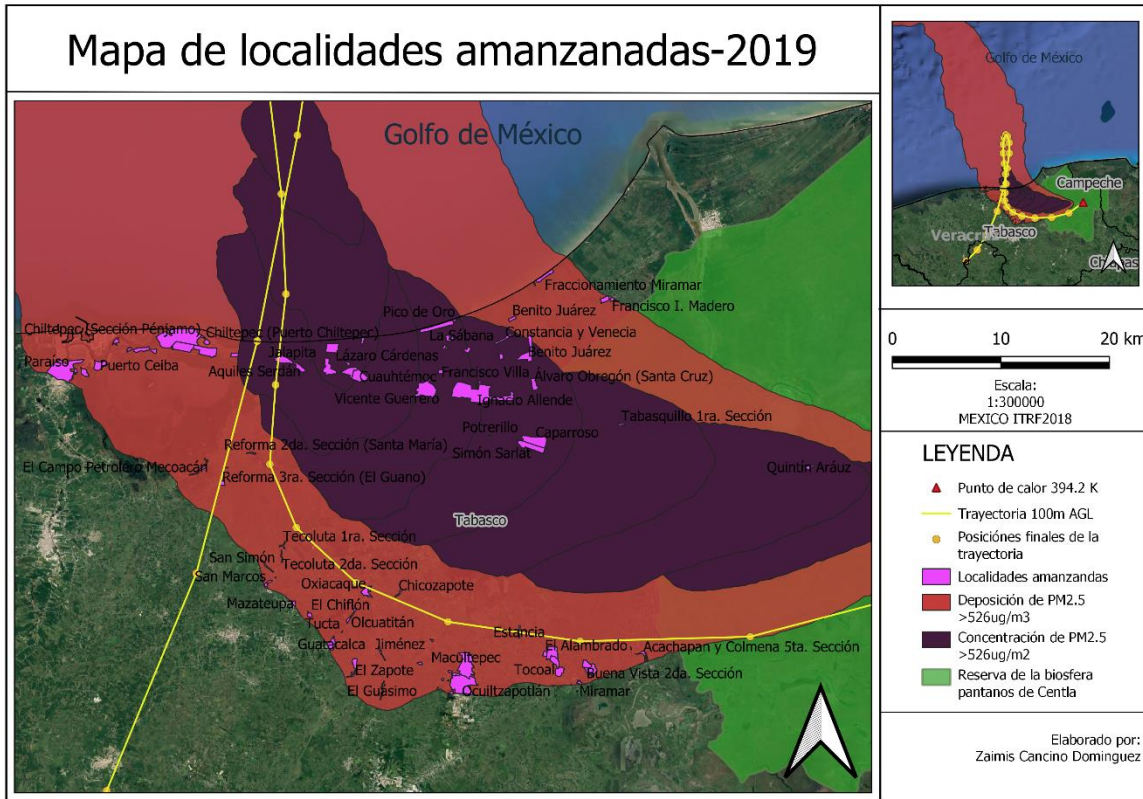 Mapa de localidades amanzanadas-2019
Golfo de México
Fraccionamiento Miramar
Francisco I. Madero
Benito Juárez
Pico de Oro
Chiltepec (Sección Pénjamo)
Chiltepec (Puerto Chiltepec)
La Sábana
Constancia y Venecia
Jalapita
Lázaro Cárdenas
Benito Juárez
Paraíso
Puerto Ceiba
Aquiles Serdán
Cuauhtémoc
Francisco Villa
Álvaro Obregón (Santa Cruz)
Vicente Guerrero
Ignacio Allende
Tabasquillo 1ra. Sección
Potrerillo
Caparroso
Reforma 2da. Sección (Santa María)
Simón Sarlat
El Campo Petrolero Mecoacán
Quintín Aráuz
Reforma 3ra. Sección (El Guano)
Tabasco
Tecoluta 1ra. Sección
San Simón
Tecoluta 2da. Sección
San Marcos
Oxiacaque
Chicozapote
Mazateupa
El Chiflón
Tucta
Olcuatitán
Estancia
Guatacalca
Jiménez
El Alambrado
Acachapan y Colmena 5ta. Sección
Macultepec
El Zapote
Tocoal
Buena Vista 2da. Sección
El Guásimo
Ocuiltzapotlán
Miramar
Golfo de México
Campeche
Tabasco
0 10 20 km
Escala:
1:300000
MEXICO ITRF2018
LEYENDA
Punto de calor 394.2 K
Trayectoria 100m AGL
Posiciónes finales de la
trayectoria
Localidades amanzandas
Deposición de PM2.5
>526ug/m3
Concentración de PM2.5
>526ug/m2
Reserva de la biosfera
pantanos de Centla
Elaborado por:
Zaimis Cancino Dominguez